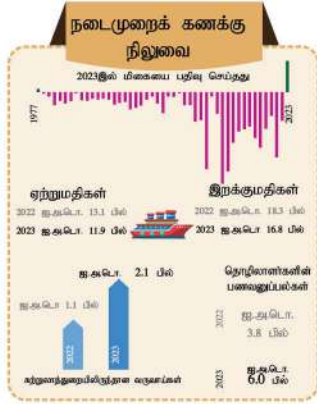 நடைமுறைக் கணக்கு
நிலுவை
2023இல் மிகையை பதிவு செய்தது
1977
2023
ஏற்றுமதிகள்
2022 ஐ.அ.டொ. 13.1 பில்
2023 ஐ.அ.டொ. 11.9 பில்
இறக்குமதிகள்
2022 ஐ.அ.டொ. 18.3 பில்
2023 ஐ.அ.டொ. 16.8 பில்
ஐ.அ.டொ. 2.1 பில்
ஐ.அ.டொ 1.1 பில்
2022
2023
சுற்றுலாத்துறையிலிருந்தான வருவாய்கள்
தொழிலாளர்களின்
பணவனுப்பல்கள்
2022
ஐ.அ.டொ.
3.8 பில்
2023
ஐ.அ.டொ.
6.0 பில்